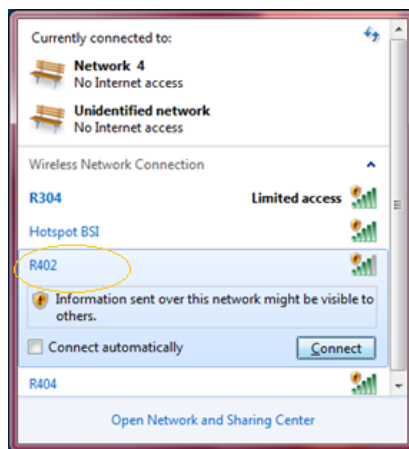 Currently connected to:
Network 4
No Internet access
Unidentified network
No Internet access
Wireless Network Connection
R304 Limited access
Hotspot BSI
R402
Information sent over this network might be visible to
others.
Connect automatically Connect
R404
Open Network and Sharing Center